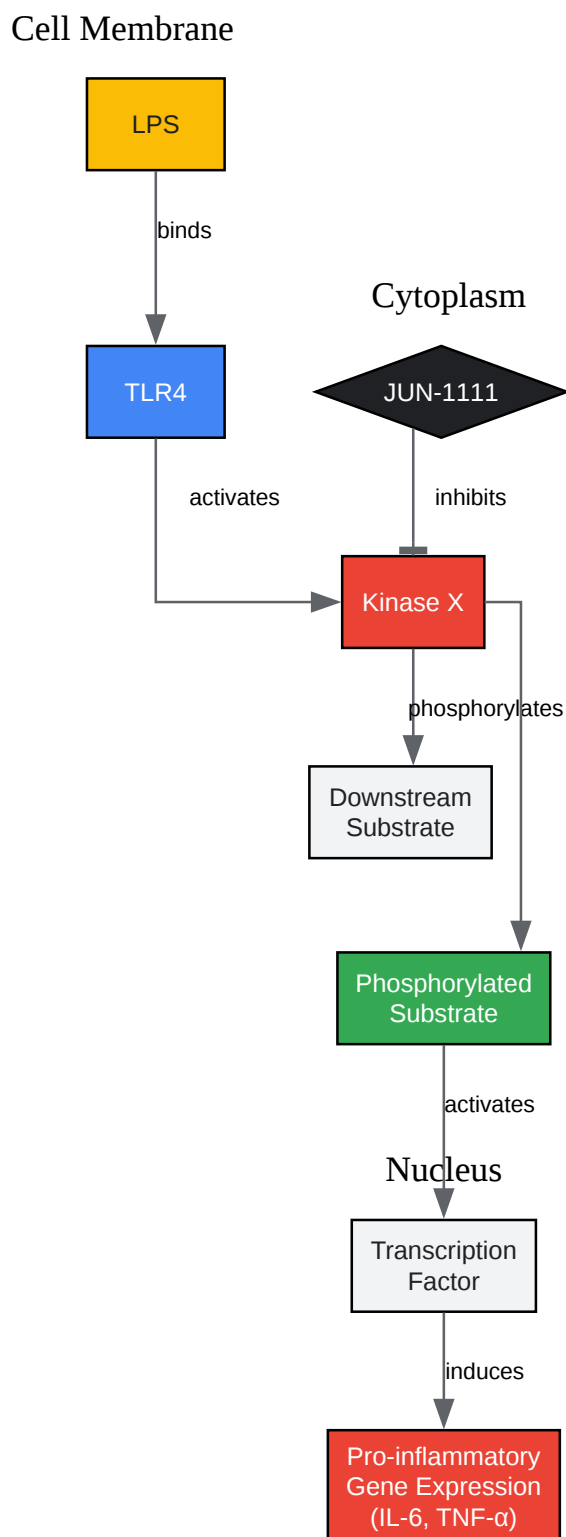 Cell Membrane
LPS
binds
Cytoplasm
TLR4
JUN-1111
activates
inhibits
Kinase X
phosphorylates
Downstream
Substrate
Phosphorylated
Substrate
activates
Nucleus
Transcription
Factor
induces
Pro-inflammatory
Gene Expression
(IL-6, TNF-α)